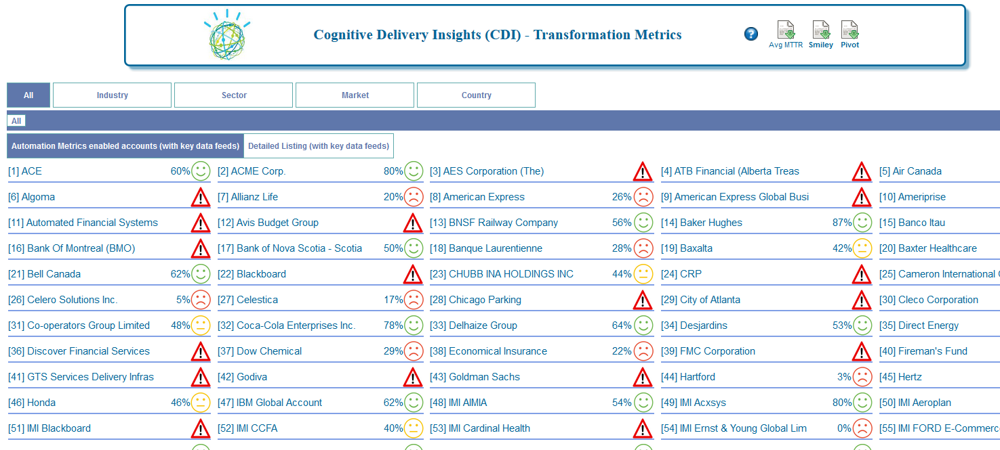 Cognitive Delivery Insights (CDI) - Transformation Metrics
?
Avg MTTR Smiley Pivot
All Industry Sector Market Country
All
Automation Metrics enabled accounts (with key data feeds) Detailed Listing (with key data feeds)
[1] ACE 60% [2] ACME Corp. 80% [3] AES Corporation (The) ! [4] ATB Financial (Alberta Treas ! [5] Air Canada
[6] Algoma ! [7] Allianz Life 20% [8] American Express 26% [9] American Express Global Busi ! [10] Ameriprise
[11] Automated Financial Systems ! [12] Avis Budget Group ! [13] BNSF Railway Company 56% [14] Baker Hughes 87% [15] Banco Itau
[16] Bank Of Montreal (BMO) ! [17] Bank of Nova Scotia - Scotia 50% [18] Banque Laurentienne 28% [19] Baxalta 42% [20] Baxter Healthcare
[21] Bell Canada 62% [22] Blackboard ! [23] CHUBB INA HOLDINGS INC 44% [24] CRP ! [25] Cameron International
[26] Celero Solutions Inc. 5% [27] Celestica 17% [28] Chicago Parking ! [29] City of Atlanta ! [30] Cleco Corporation
[31] Co-operators Group Limited 48% [32] Coca-Cola Enterprises Inc. 78% [33] Delhaize Group 64% [34] Desjardins 53% [35] Direct Energy
[36] Discover Financial Services ! [37] Dow Chemical 29% [38] Economical Insurance 22% [39] FMC Corporation ! [40] Fireman's Fund
[41] GTS Services Delivery Infras ! [42] Godiva ! [43] Goldman Sachs ! [44] Hartford 3% [45] Hertz
[46] Honda 46% [47] IBM Global Account 62% [48] IMI AIMIA 54% [49] IMI Acxsys 80% [50] IMI Aeroplan
[51] IMI Blackboard ! [52] IMI CCFA 40% [53] IMI Cardinal Health ! [54] IMI Ernst & Young Global Lim 0% [55] IMI FORD E-Commerc